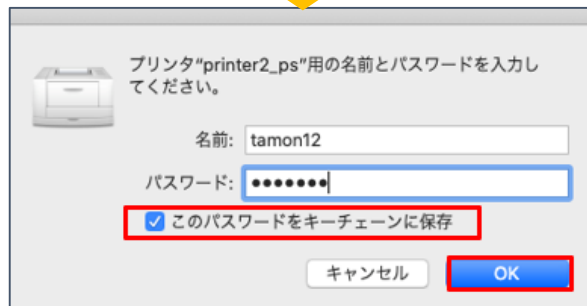 プリンタ“printer2_ps”用の名前とパスワードを入力し
てください。
名前: tamon12
パスワード: •••••••
このパスワードをキーチェーンに保存
キャンセル OK